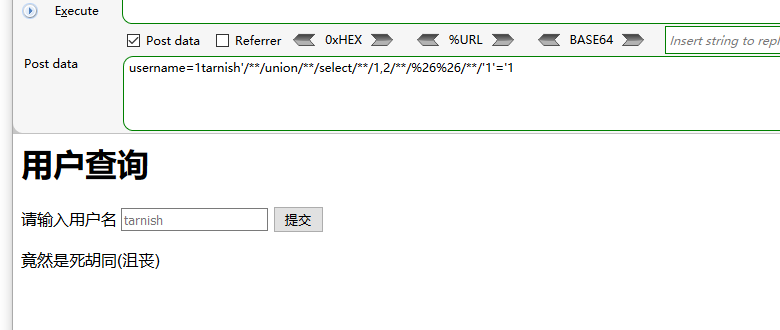 Execute
Post data Referrer 0xHEX %URL BASE64 Insert string to repl
Post data
username=1tarnish'/**/union/**/select/**/1,2/**/%26%26/**/'1'='1
用户查询
请输入用户名 tarnish 提交
竟然是死胡同(沮丧)